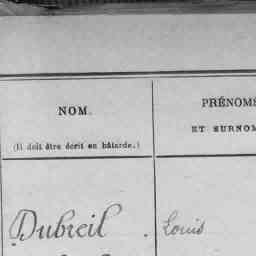 NOM.
PRÉNOMS
ET SURNOM
(Il doit être écrit en bâtarde.)
Dubreil. Louis